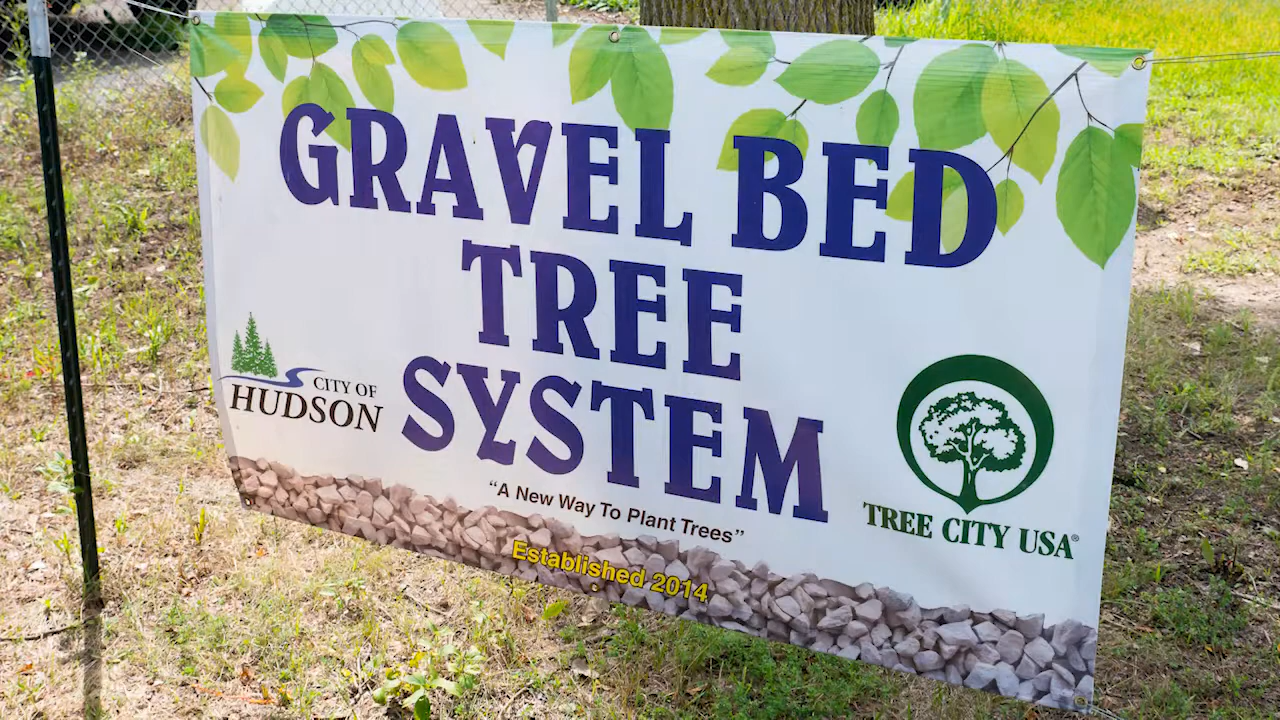 GRAVEL BED
TREE
SYSTEM
CITY OF
HUDSON
"A New Way To Plant Trees"
Established 2014
TREE CITY USA®